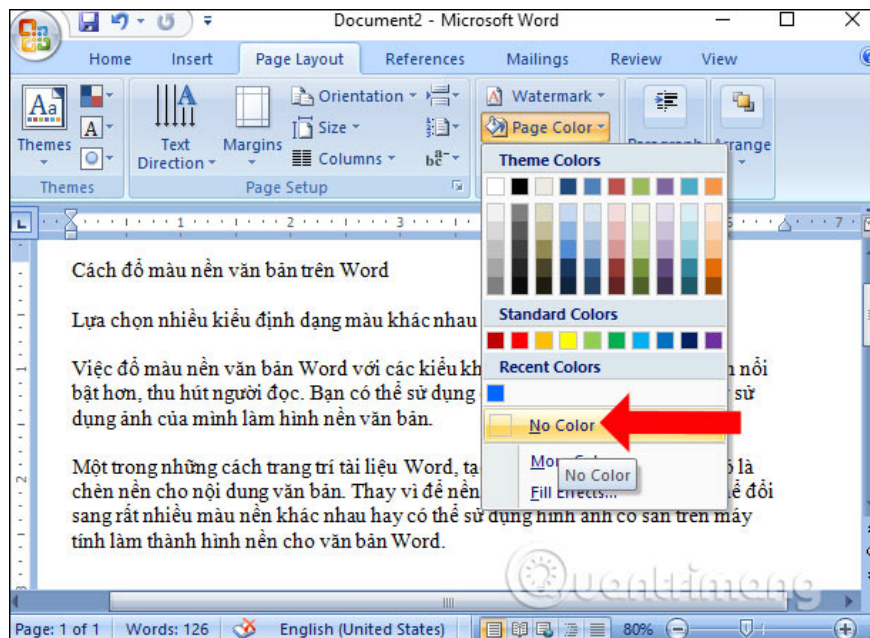 Document2 - Microsoft Word
Home Insert Page Layout References Mailings Review View
Themes
Text Direction
Margins
Orientation
Size
Columns
Watermark
Page Color
Arrange
Themes
Page Setup
Theme Colors
1 2 3 7
Standard Colors
Recent Colors
No Color
No Color
Fill Effects...
Cách đổ màu nền văn bản trên Word
Lựa chọn nhiều kiểu định dạng màu khác nhau
Việc đổ màu nền văn bản Word với các kiểu nổi
bật hơn, thu hút người đọc. Bạn có thể sử dụng sử
dụng ảnh của mình làm hình nền văn bản.
Một trong những cách trang trí tài liệu Word, là
chèn nền cho nội dung văn bản. Thay vì để nền đổi
sang rất nhiều màu nền khác nhau hay có thể sử dụng hình ảnh có sẵn trên máy
tính làm thành hình nền cho văn bản Word.
Quantrimang
Page: 1 of 1 Words: 126 English (United States) 80%